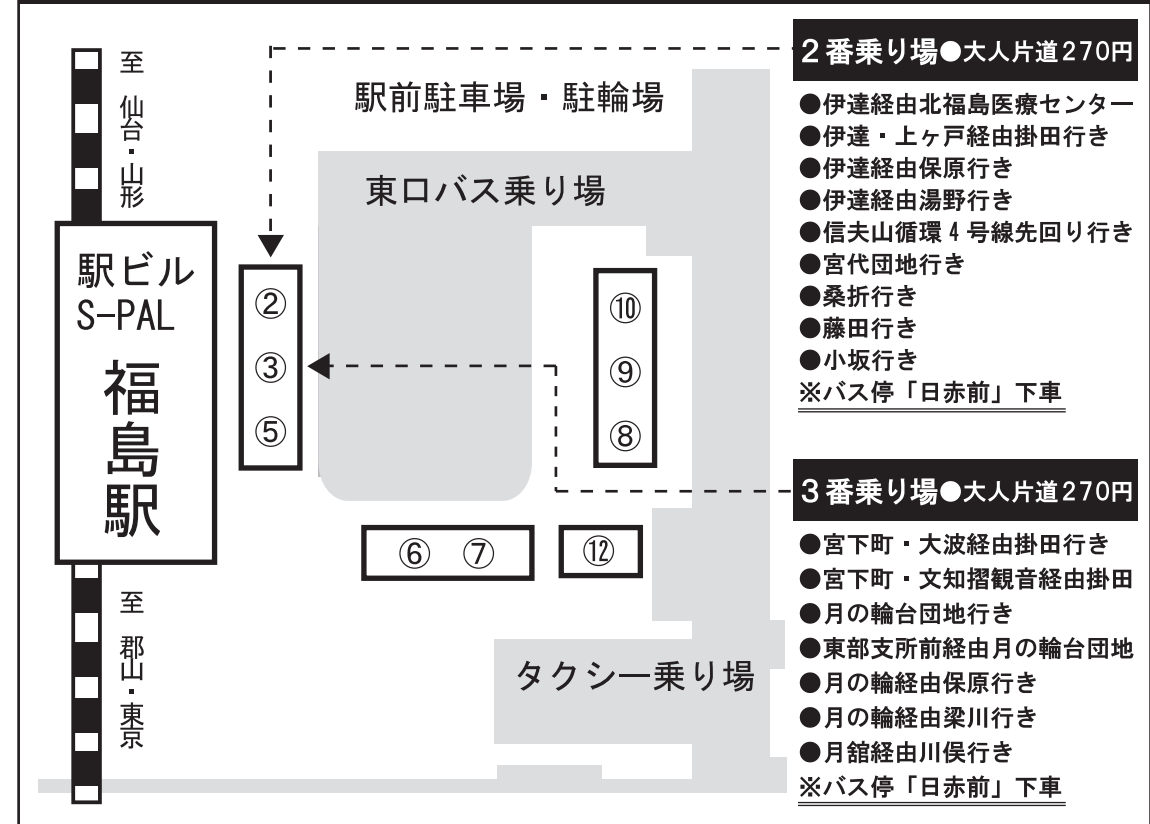 至 仙台・山形
駅ビル
S-PAL
福島駅
至 郡山・東京
駅前駐車場・駐輪場
東口バス乗り場
②
③
⑤
⑩
⑨
⑧
⑥ ⑦
⑫
タクシー乗り場
2番乗り場●大人片道270円
●伊達経由北福島医療センター
●伊達・上ヶ戸経由掛田行き
●伊達経由保原行き
●伊達経由湯野行き
●信夫山循環4号線先回り行き
●宮代団地行き
●桑折行き
●藤田行き
●小坂行き
※バス停「日赤前」下車
3番乗り場●大人片道270円
●宮下町・大波経由掛田行き
●宮下町・文知摺観音経由掛田
●月の輪台団地行き
●東部支所前経由月の輪台団地
●月の輪経由保原行き
●月の輪経由梁川行き
●月舘経由川俣行き
※バス停「日赤前」下車